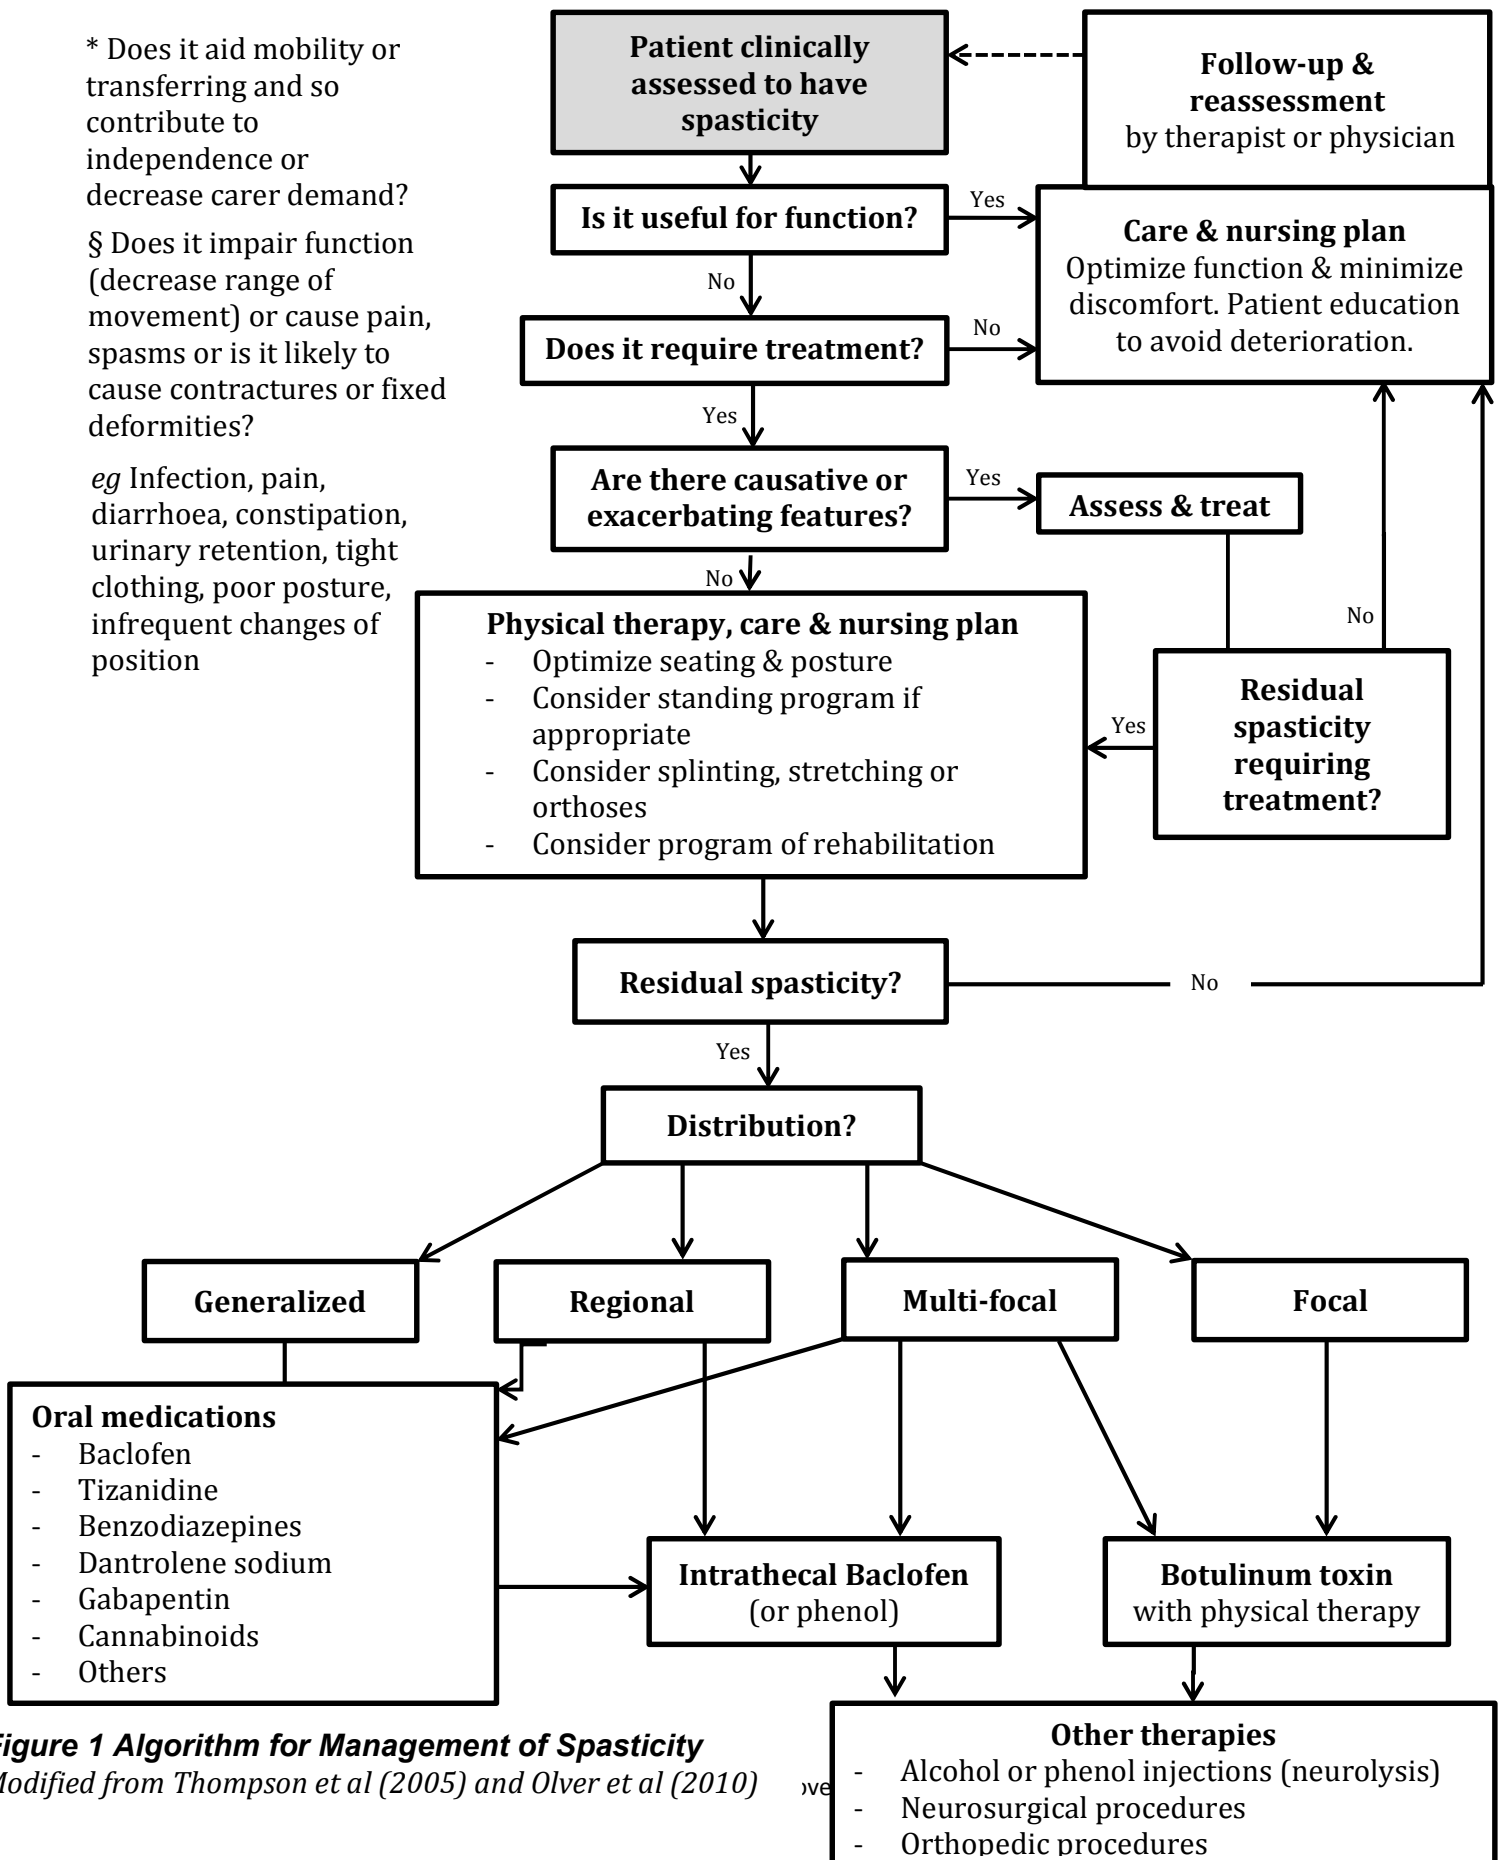 * Does it aid mobility or
transferring and so
contribute to
independence or
decrease carer demand?
§ Does it impair function
(decrease range of
movement) or cause pain,
spasms or is it likely to
cause contractures or fixed
deformities?
eg Infection, pain,
diarrhoea, constipation,
urinary retention, tight
clothing, poor posture,
infrequent changes of
position
Patient clinically
assessed to have
spasticity
Follow-up &
reassessment
by therapist or physician
Is it useful for function?
Yes
Care & nursing plan
Optimize function & minimize
discomfort. Patient education
to avoid deterioration.
No
Does it require treatment?
No
Yes
Are there causative or
exacerbating features?
Yes
Assess & treat
No
No
Physical therapy, care & nursing plan
- Optimize seating & posture
- Consider standing program if
appropriate
- Consider splinting, stretching or
orthoses
- Consider program of rehabilitation
Yes
Residual
spasticity
requiring
treatment?
Residual spasticity?
No
Yes
Distribution?
Generalized
Regional
Multi-focal
Focal
Oral medications
- Baclofen
- Tizanidine
- Benzodiazepines
- Dantrolene sodium
- Gabapentin
- Cannabinoids
- Others
Intrathecal Baclofen
(or phenol)
Botulinum toxin
with physical therapy
Other therapies
- Alcohol or phenol injections (neurolysis)
- Neurosurgical procedures
- Orthopedic procedures
Figure 1 Algorithm for Management of Spasticity
Modified from Thompson et al (2005) and Olver et al (2010)